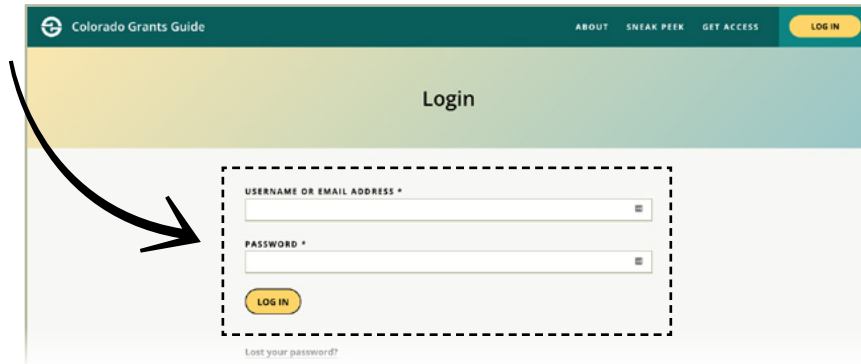 Colorado Grants Guide
ABOUT SNEAK PEEK GET ACCESS LOG IN
Login
USERNAME OR EMAIL ADDRESS *
PASSWORD *
LOG IN
Lost your password?